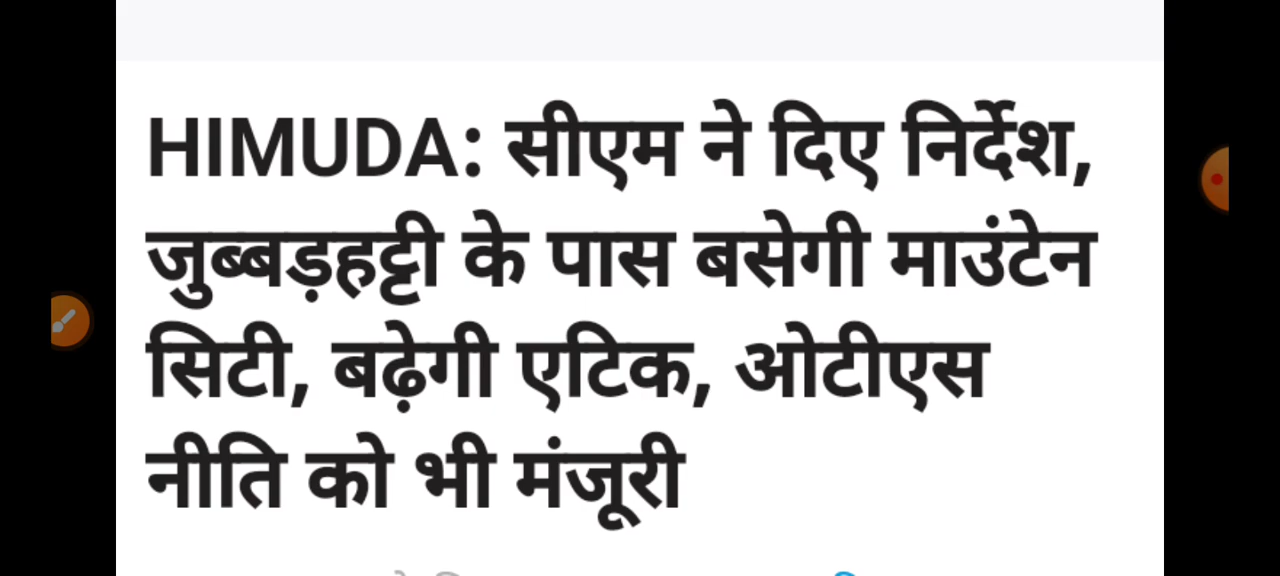 HIMUDA: सीएम ने दिए निर्देश,
जुब्बड़हट्टी के पास बसेगी माउंटेन
सिटी, बढ़ेगी एटिक, ओटीएस
नीति को भी मंजूरी